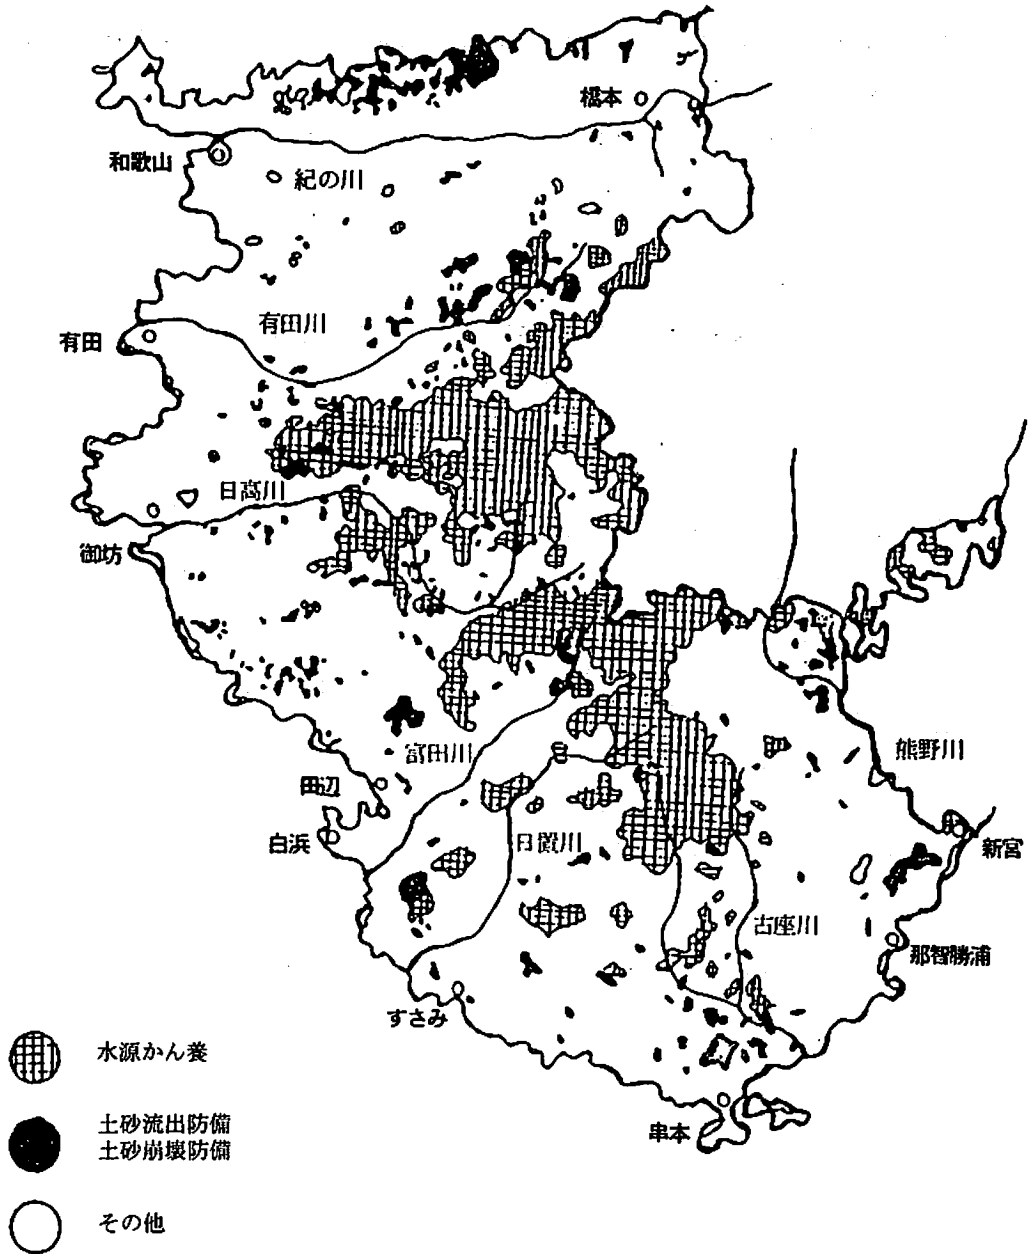 橋本
和歌山
紀の川
有田川
有田
日高川
御坊
富田川
熊野川
田辺
白浜
日置川
新宮
古座川
那智勝浦
すさみ
水源かん養
土砂流出防備
土砂崩壊防備
串本
その他